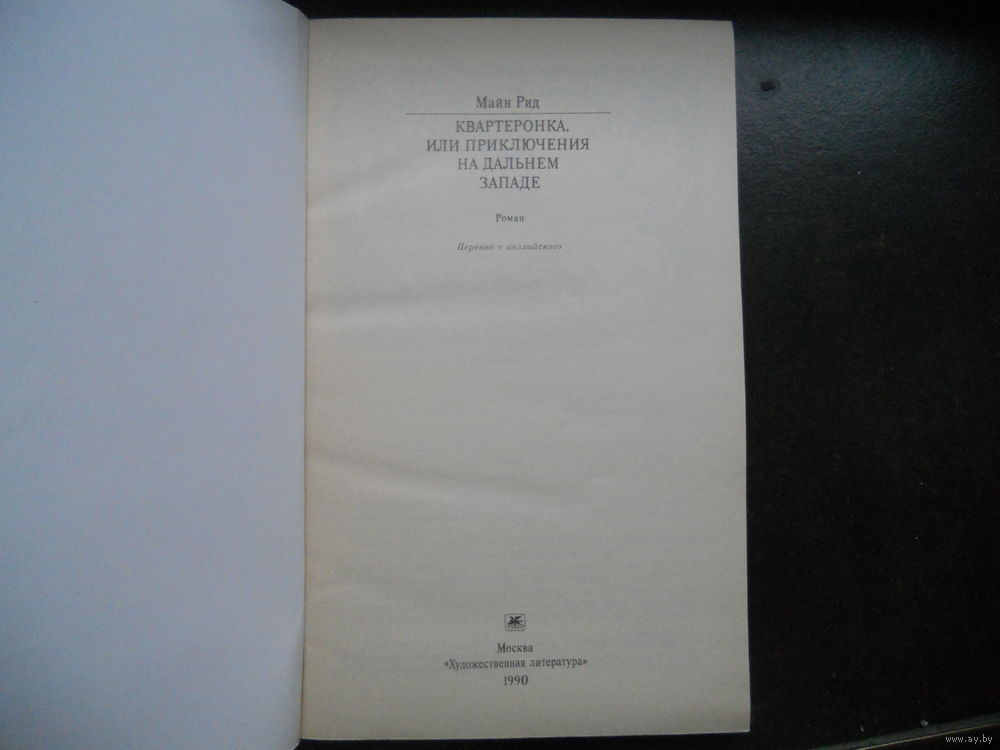 Майн Рид
КВАРТЕРОНКА,
ИЛИ ПРИКЛЮЧЕНИЯ
НА ДАЛЬНЕМ
ЗАПАДЕ
Роман
Перевод с английского
Москва
«Художественная литература»
1990
www.ay.by